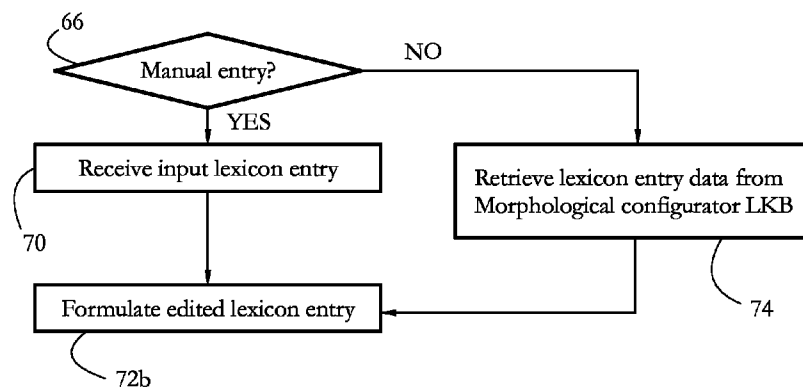 66
Manual entry?
NO
YES
Receive input lexicon entry
70
Retrieve lexicon entry data from
Morphological configurator LKB
74
Formulate edited lexicon entry
72b